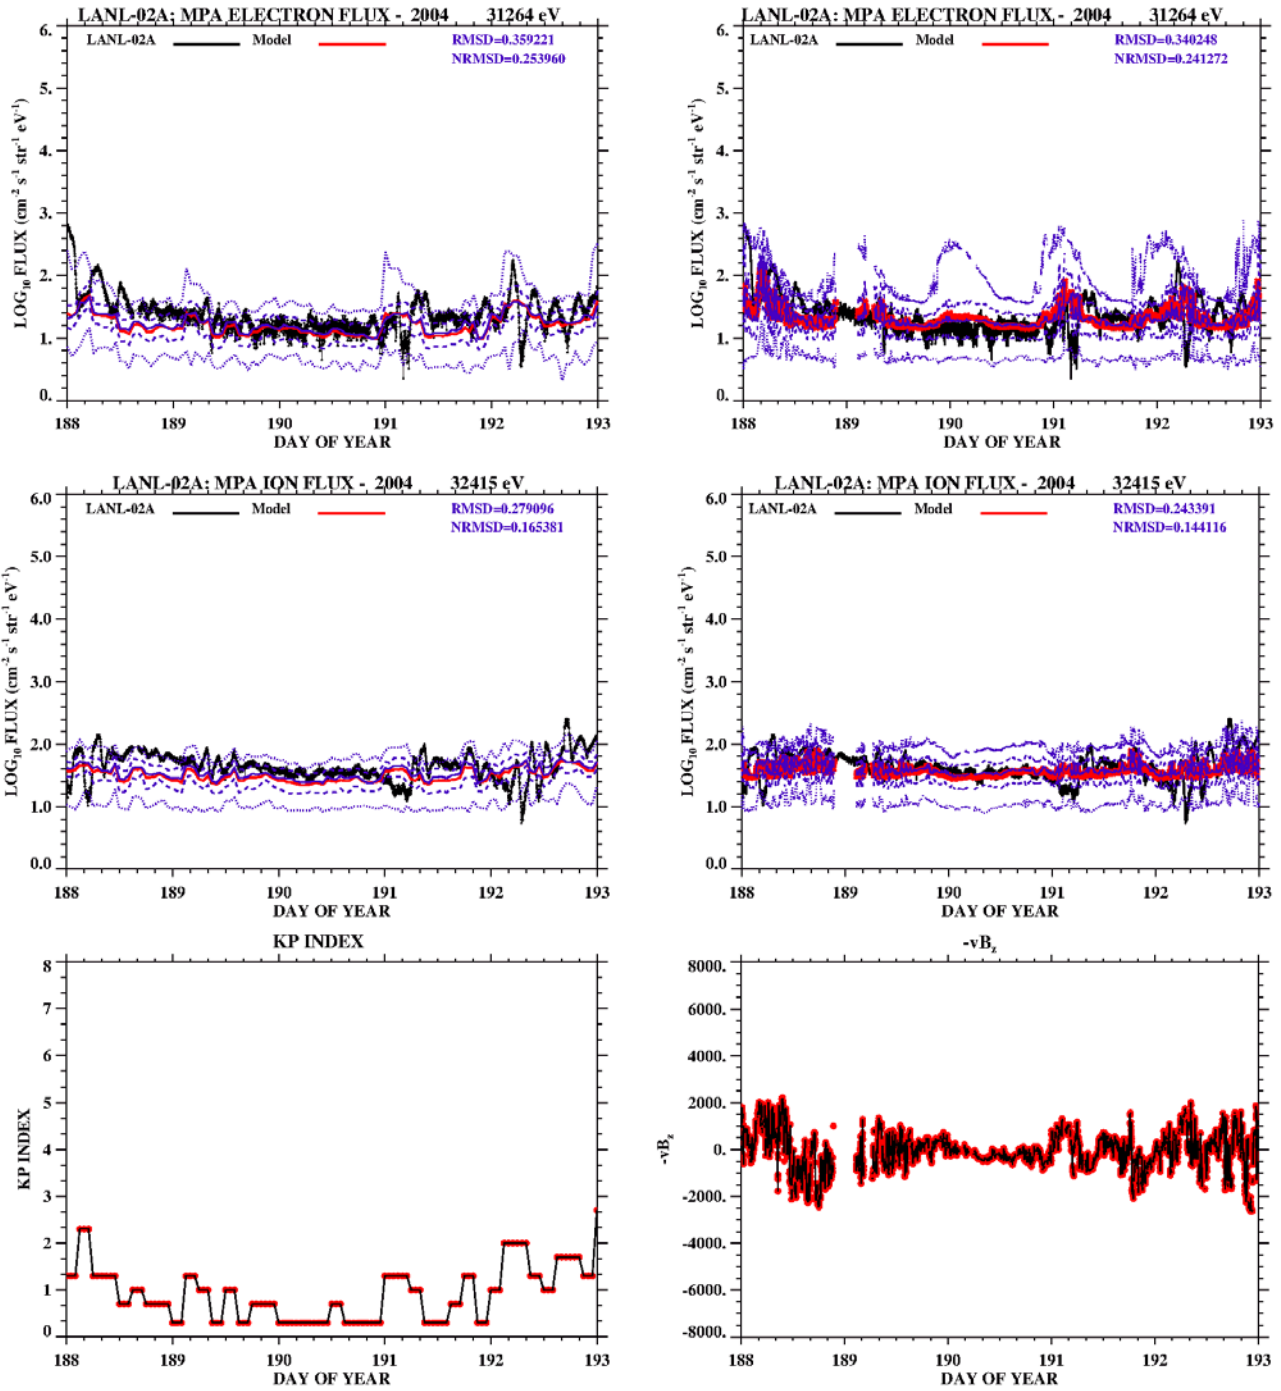 LANL-02A: MPA ELECTRON FLUX - 2004 31264 eV
LANL-02A Model RMSD=0.359221
NRMSD=0.253960
6.
5.
4.
3.
2.
1.
0.
LOG10 FLUX (cm-2 s-1 str-1 eV-1)
188 189 190 191 192 193
DAY OF YEAR
LANL-02A: MPA ELECTRON FLUX - 2004 31264 eV
LANL-02A Model RMSD=0.340248
NRMSD=0.241272
6.
5.
4.
3.
2.
1.
0.
LOG10 FLUX (cm-2 s-1 str-1 eV-1)
188 189 190 191 192 193
DAY OF YEAR
LANL-02A: MPA ION FLUX - 2004 32415 eV
LANL-02A Model RMSD=0.279096
NRMSD=0.165381
6.0
5.0
4.0
3.0
2.0
1.0
0.0
LOG10 FLUX (cm-2 s-1 str-1 eV-1)
188 189 190 191 192 193
DAY OF YEAR
LANL-02A: MPA ION FLUX - 2004 32415 eV
LANL-02A Model RMSD=0.243391
NRMSD=0.144116
6.0
5.0
4.0
3.0
2.0
1.0
0.0
LOG10 FLUX (cm-2 s-1 str-1 eV-1)
188 189 190 191 192 193
DAY OF YEAR
KP INDEX
8
7
6
5
4
3
2
1
0
KP INDEX
188 189 190 191 192 193
DAY OF YEAR
-vBz
8000.
6000.
4000.
2000.
0.
-2000.
-4000.
-6000.
-8000.
-vBz
188 189 190 191 192 193
DAY OF YEAR